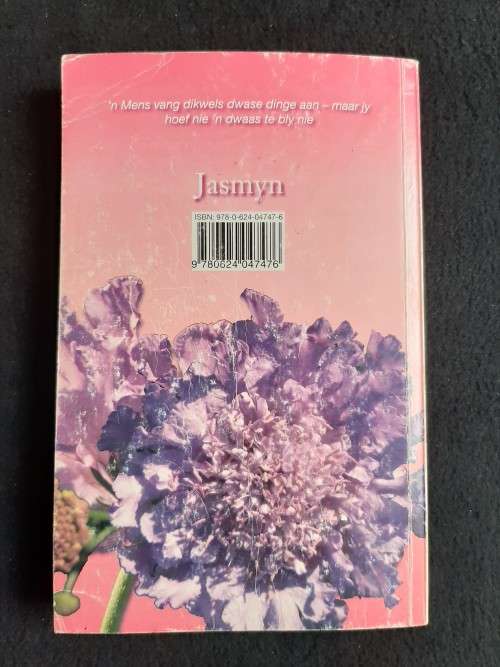 'n Mens vang dikwels dwase dinge aan – maar jy
hoef nie 'n dwaas te bly nie
Jasmyn
ISBN: 978-0-624-04747-6
9 780624 047476